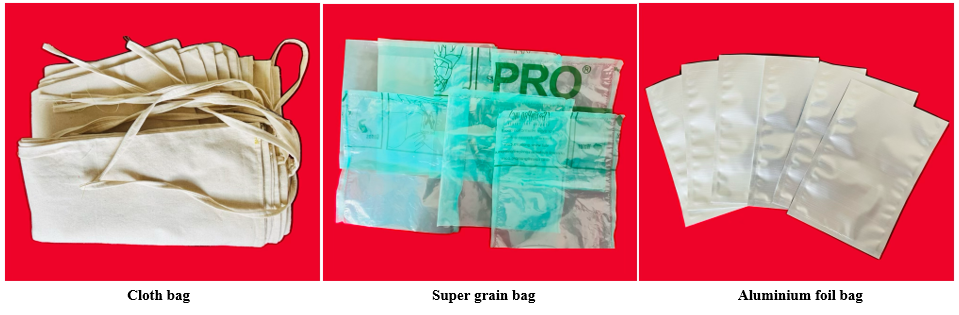 PRO®
Cloth bag
Super grain bag
Aluminium foil bag